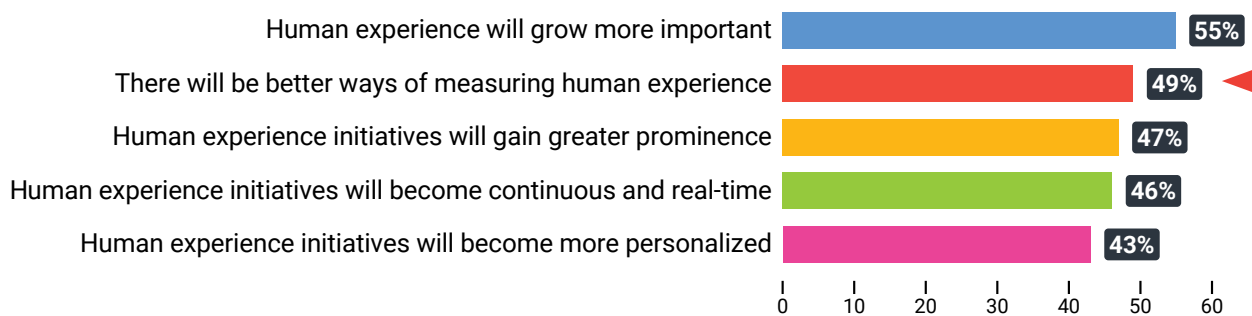 Human experience will grow more important 55%
There will be better ways of measuring human experience 49%
Human experience initiatives will gain greater prominence 47%
Human experience initiatives will become continuous and real-time 46%
Human experience initiatives will become more personalized 43%
0 10 20 30 40 50 60